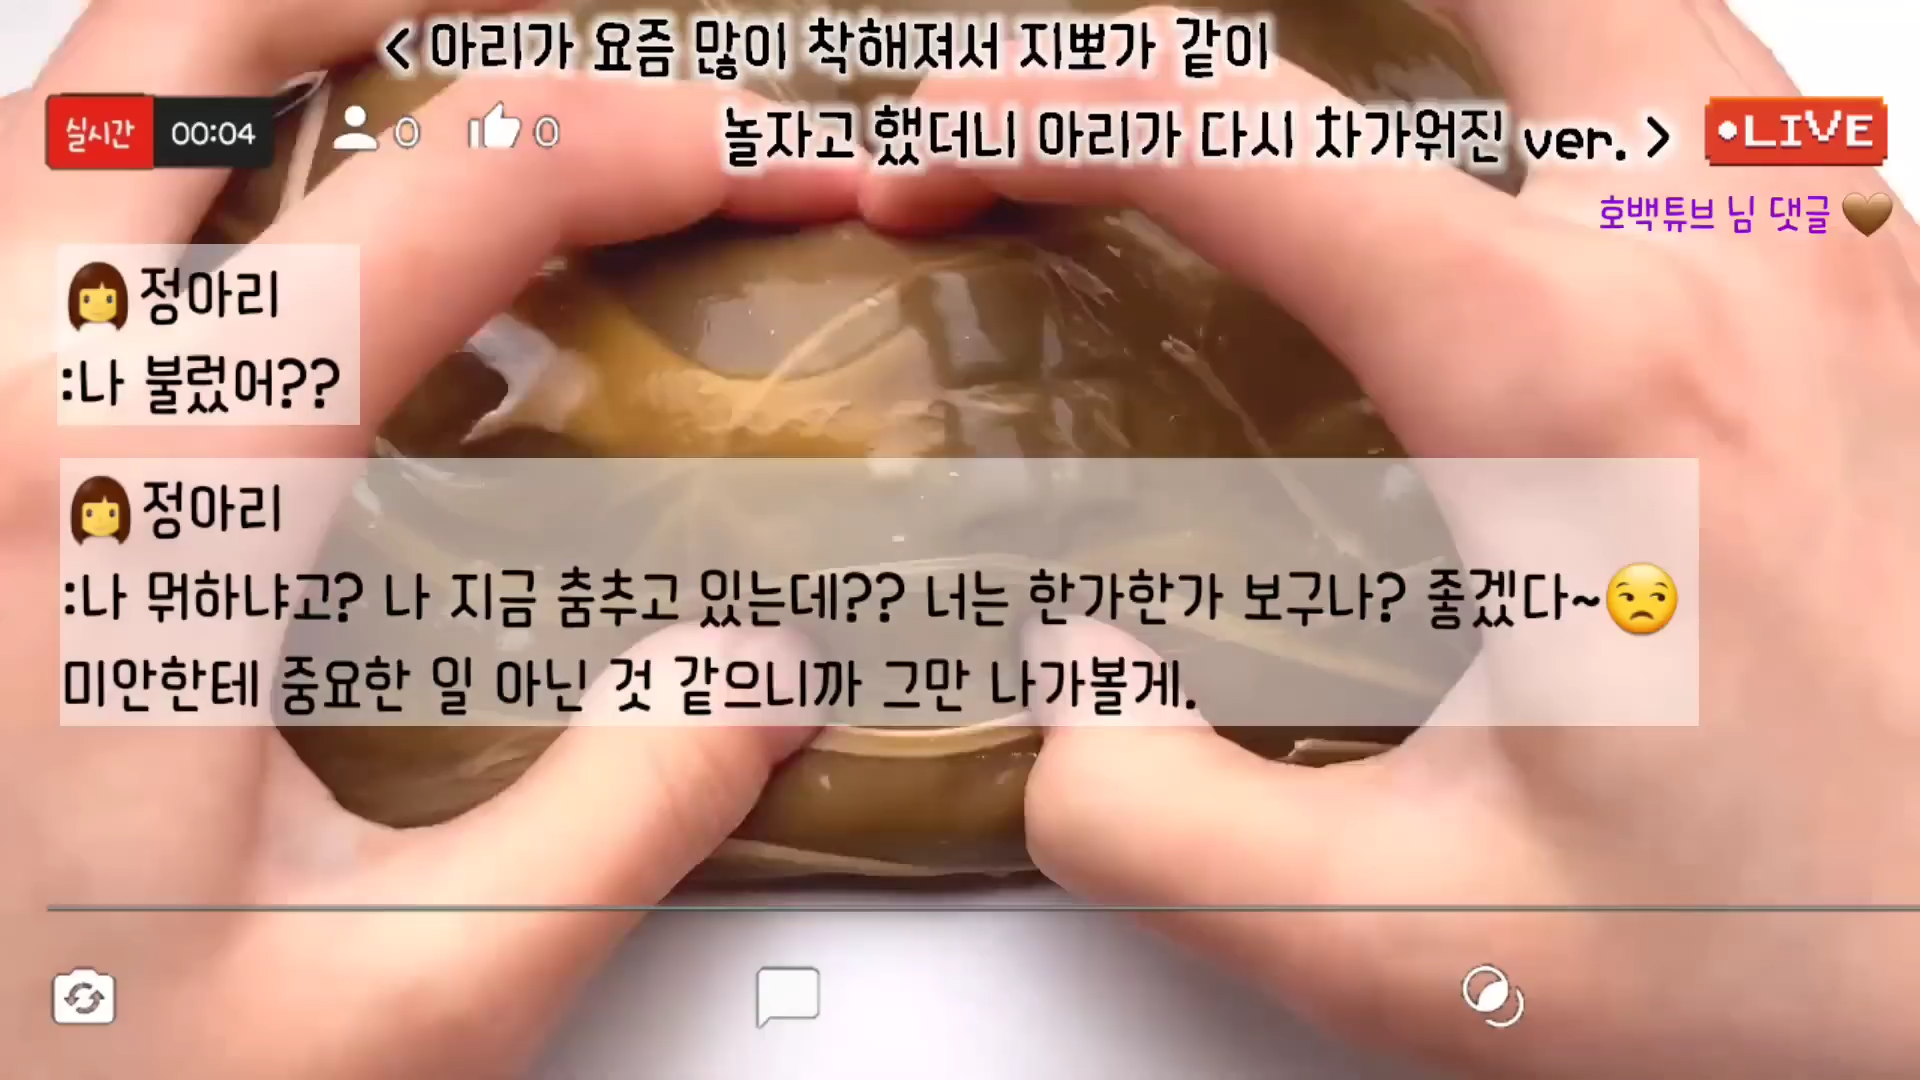 < 아리가 요즘 많이 착해져서 지뽀가 같이
놀자고 했더니 아리가 다시 차가워진 ver. >
실시간 00:04 0 0
•LIVE
호백튜브 님 댓글
정아리
:나 불렀어??
정아리
:나 뭐하냐고? 나 지금 춤추고 있는데?? 너는 한가한가 보구나? 좋겠다~
미안한테 중요한 일 아닌 것 같으니까 그만 나가볼게.